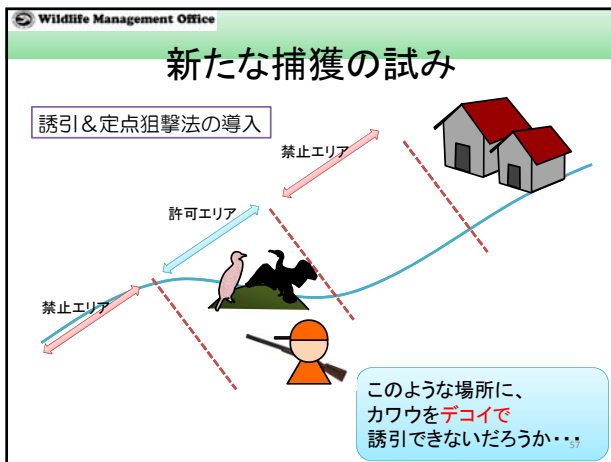 Wildlife Management Office
新たな捕獲の試み
誘引&定点狙撃法の導入
禁止エリア
許可エリア
禁止エリア
このような場所に、
カワウをデコイで
誘引できないだろうか・・・
57